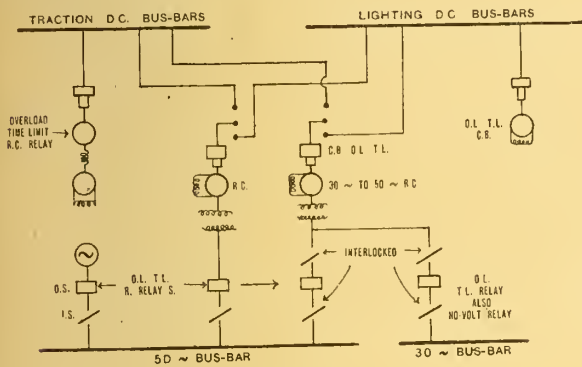 TRACTION D.C. BUS-BARS
LIGHTING D C BUS-BARS
OVERLOAD
TIME LIMIT
R.C. RELAY
O.L. T.L.
C.B.
C.B O L T.L.
R.C.
30 ~ TO 50 ~ R C
INTERLOCKED
O.S.
O.L. T.L.
R. RELAY S.
I.S.
O.L.
T.L. RELAY
ALSO
NO-VOLT RELAY
50 ~ BUS-BAR
30 ~ BUS-BAR